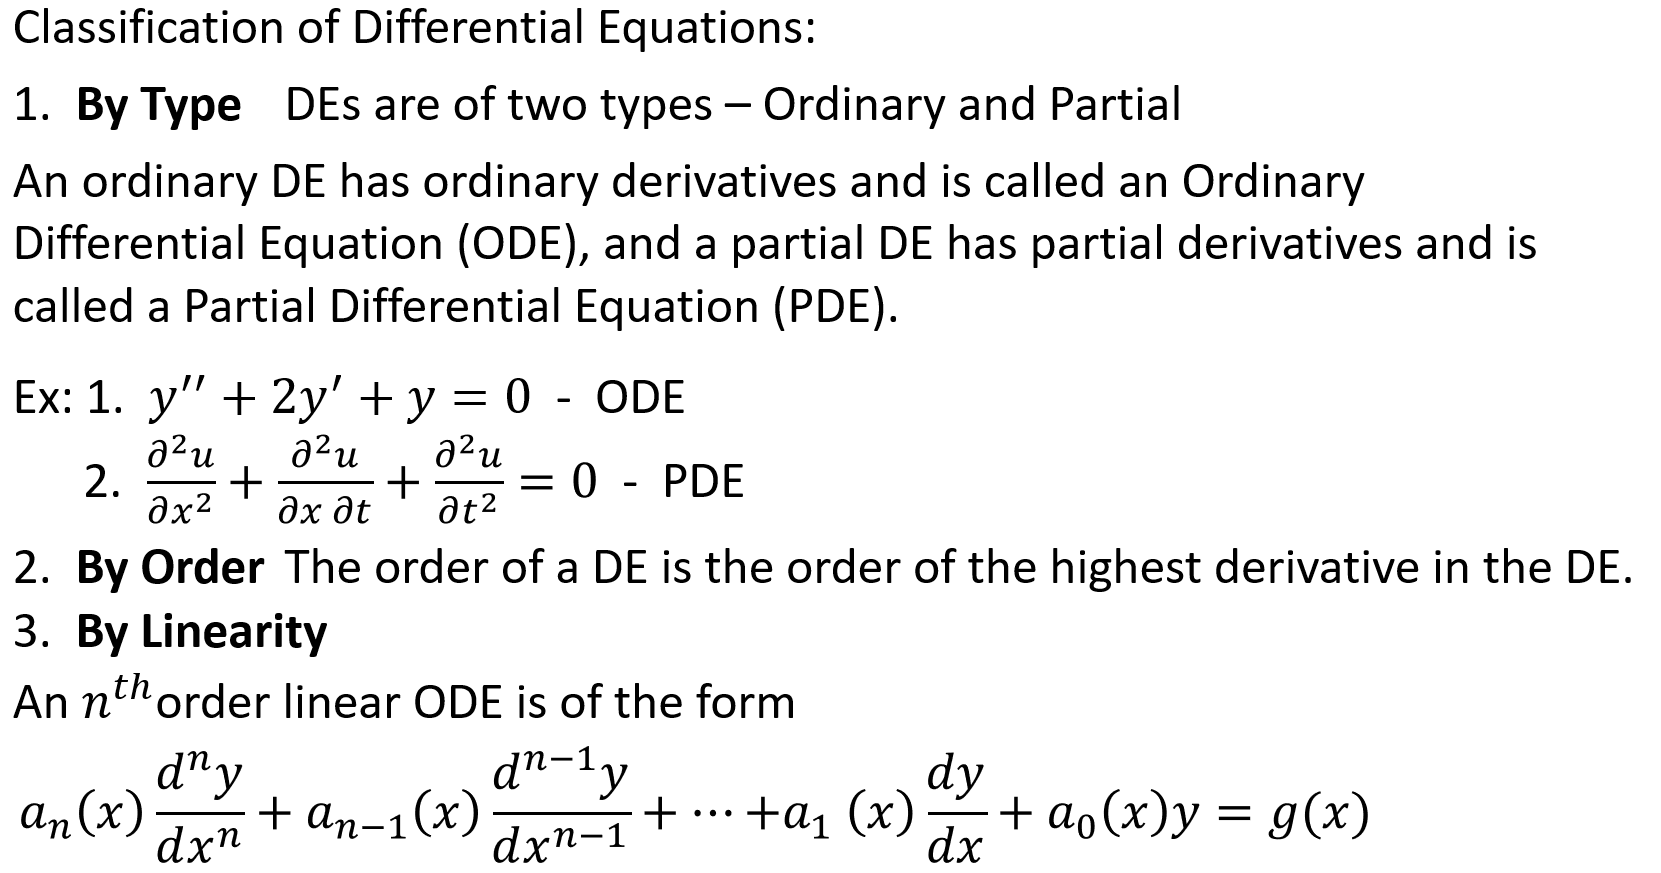 Classification of Differential Equations:
1. By Type DEs are of two types – Ordinary and Partial
An ordinary DE has ordinary derivatives and is called an Ordinary
Differential Equation (ODE), and a partial DE has partial derivatives and is
called a Partial Differential Equation (PDE).
Ex: 1. y′′ + 2y′ + y = 0 - ODE
2. ∂²u/∂x² + ∂²u/∂x ∂t + ∂²u/∂t² = 0 - PDE
2. By Order The order of a DE is the order of the highest derivative in the DE.
3. By Linearity
An nᵗʰ order linear ODE is of the form
aₙ(x) dⁿy/dxⁿ + aₙ₋₁(x) dⁿ⁻¹y/dxⁿ⁻¹ + ⋯ + a₁ (x) dy/dx + a₀(x)y = g(x)